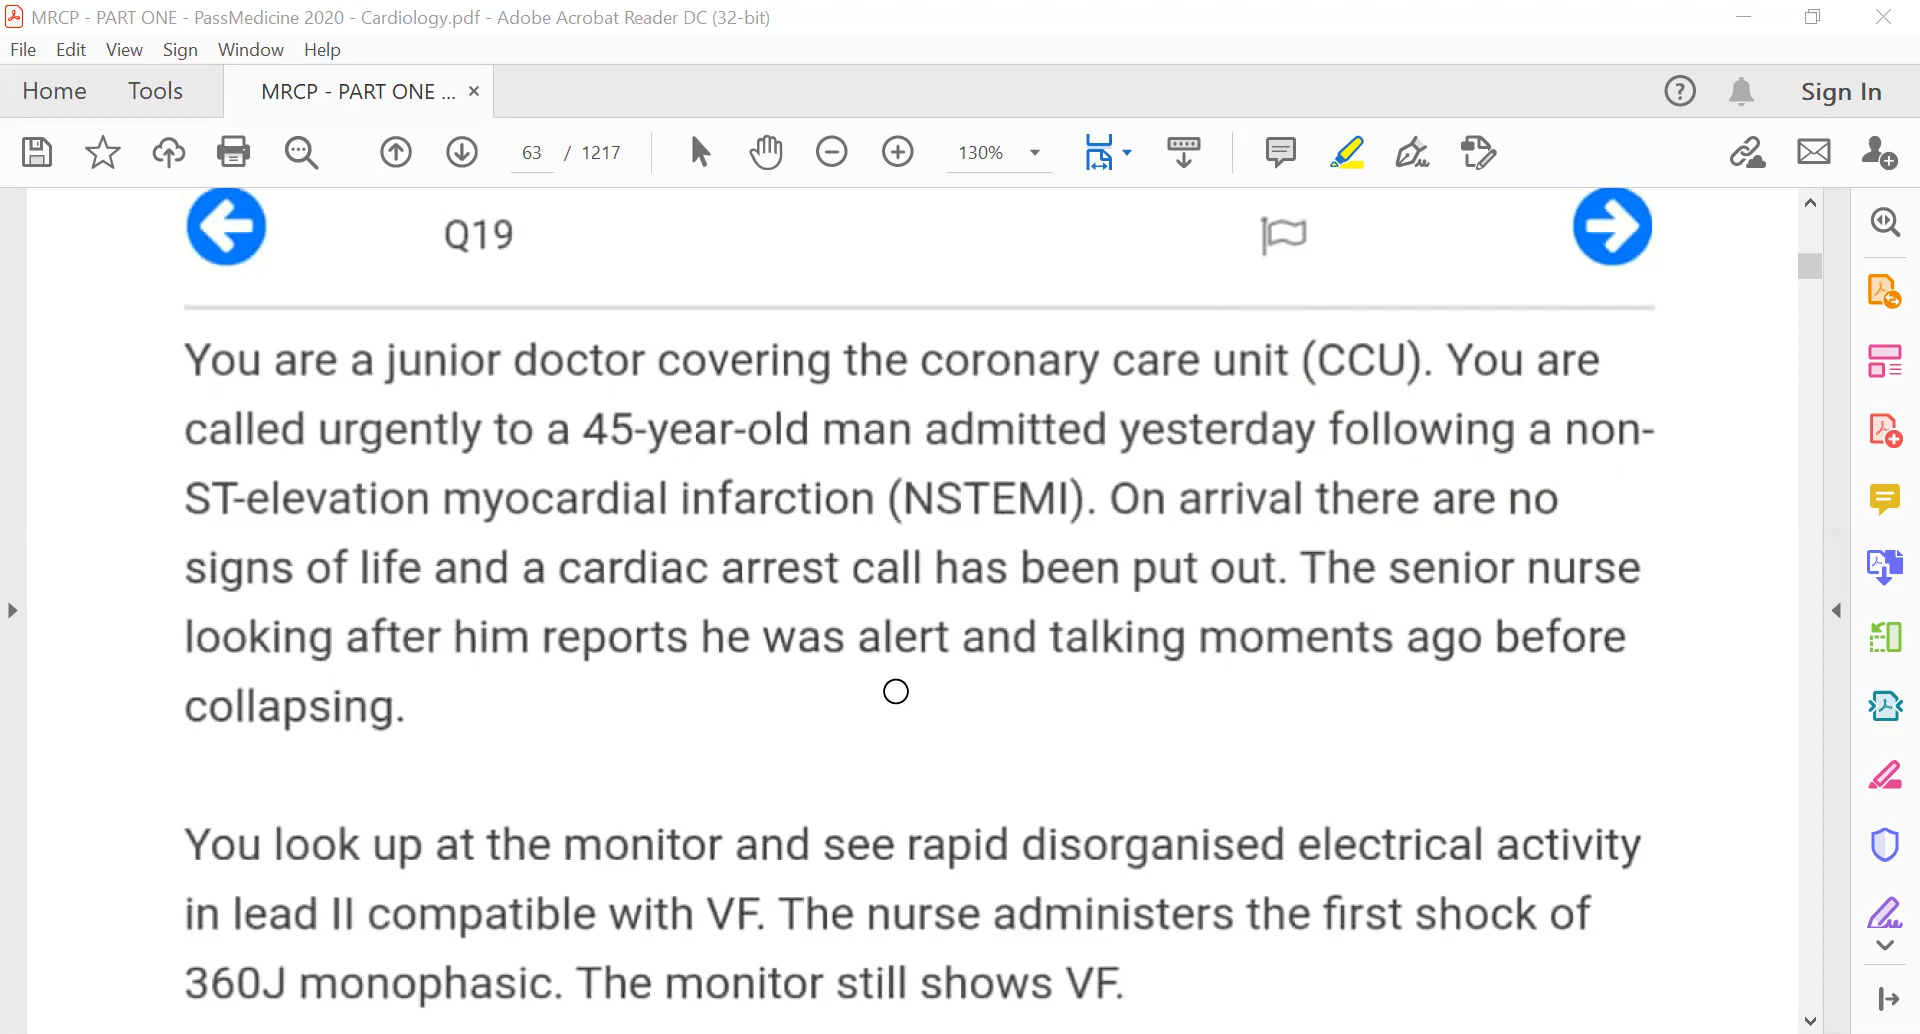 MRCP - PART ONE - PassMedicine 2020 - Cardiology.pdf - Adobe Acrobat Reader DC (32-bit)
File Edit View Sign Window Help
Home Tools MRCP - PART ONE ... × Sign In
63 / 1217 130%
Q19
You are a junior doctor covering the coronary care unit (CCU). You are
called urgently to a 45-year-old man admitted yesterday following a non-
ST-elevation myocardial infarction (NSTEMI). On arrival there are no
signs of life and a cardiac arrest call has been put out. The senior nurse
looking after him reports he was alert and talking moments ago before
collapsing.
You look up at the monitor and see rapid disorganised electrical activity
in lead II compatible with VF. The nurse administers the first shock of
360J monophasic. The monitor still shows VF.